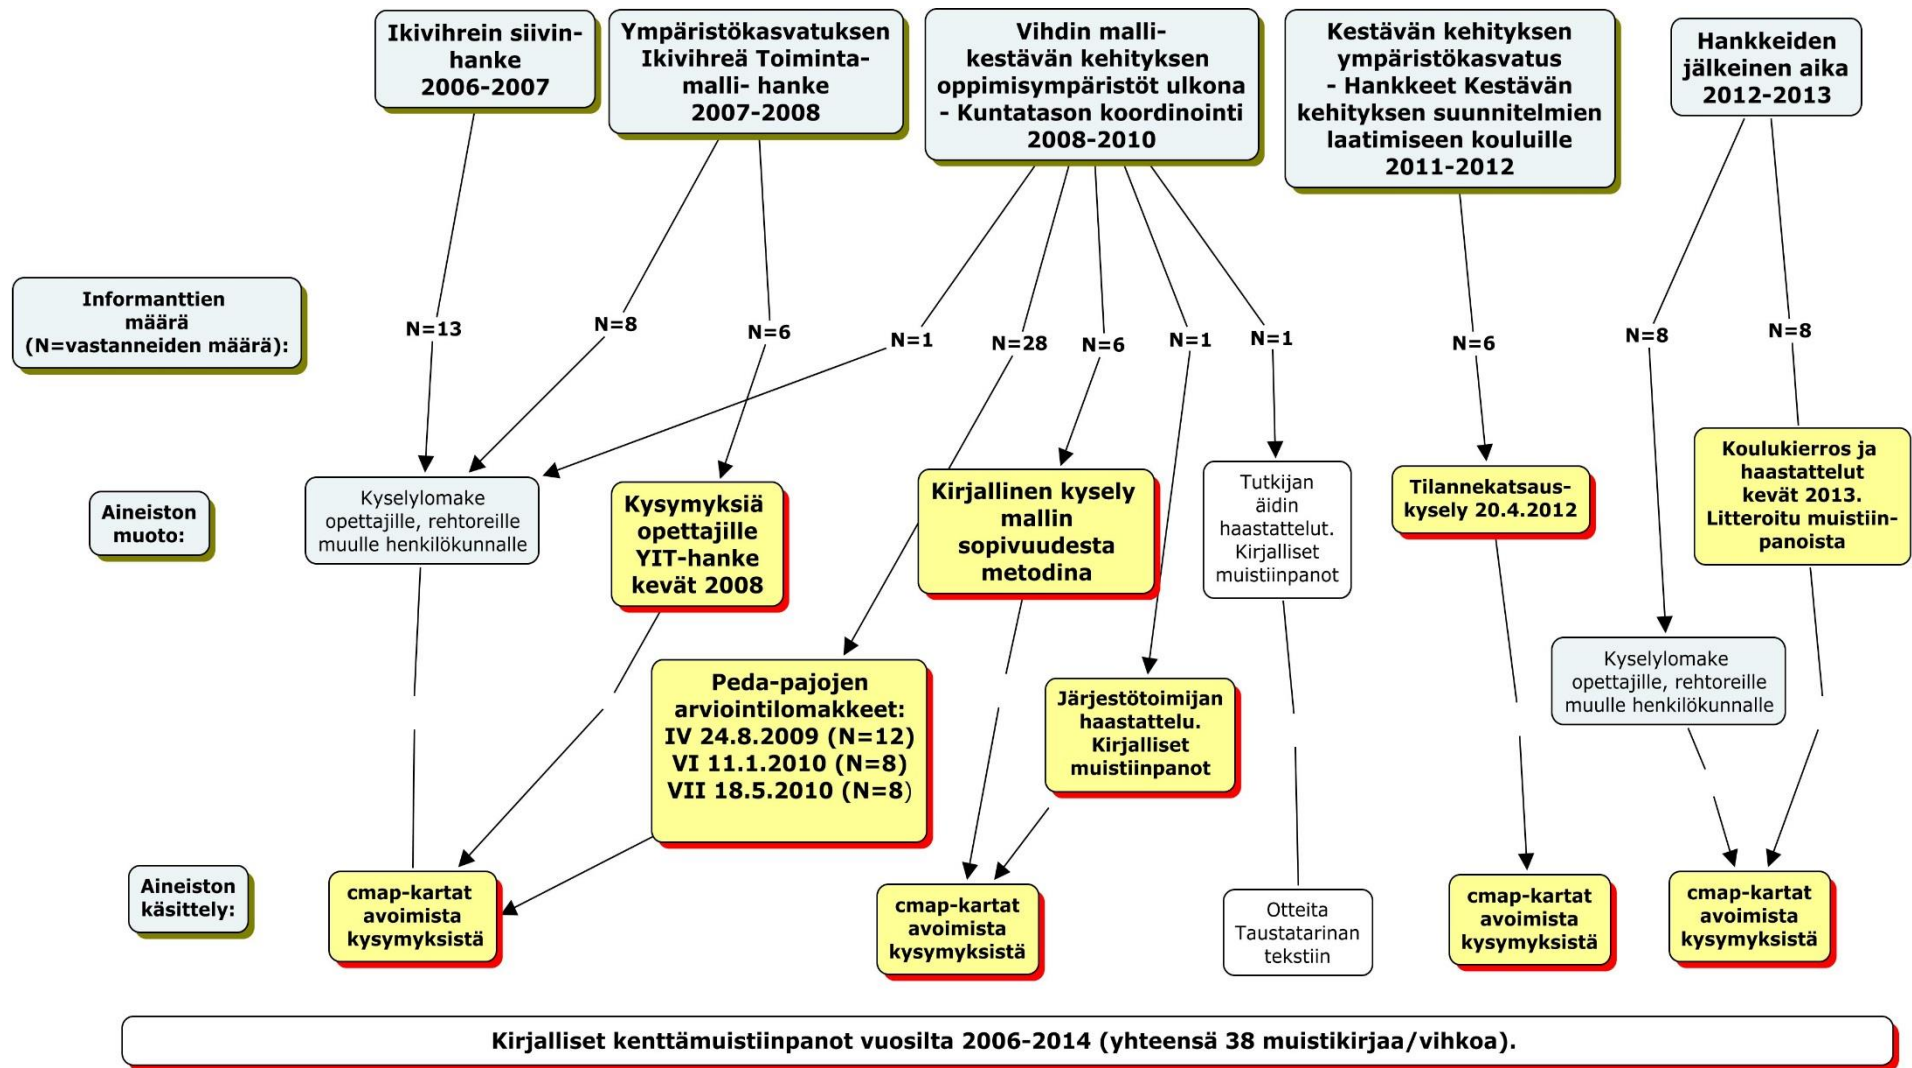 Ikivihrein siivin-
hanke
2006-2007
Ympäristökasvatuksen
Ikivihreä Toiminta-
malli- hanke
2007-2008
Vihdin malli-
kestävän kehityksen
oppimisympäristöt ulkona
- Kuntatason koordinointi
2008-2010
Kestävän kehityksen
ympäristökasvatus
- Hankkeet Kestävän
kehityksen suunnitelmien
laatimiseen kouluille
2011-2012
Hankkeiden
jälkeinen aika
2012-2013
Informanttien
määrä
(N=vastanneiden määrä):
N=13
N=8
N=6
N=1
N=28
N=6
N=1
N=1
N=6
N=8
N=8
Aineiston
muoto:
Kyselylomake
opettajille, rehtoreille
muulle henkilökunnalle
Kysymyksiä
opettajille
YIT-hanke
kevät 2008
Kirjallinen kysely
mallin
sopivuudesta
metodina
Tutkijan
äidin
haastattelut.
Kirjalliset
muistiinpanot
Tilannekatsaus-
kysely 20.4.2012
Koulukierros ja
haastattelut
kevät 2013.
Litteroitu muistiin-
panoista
Peda-pajojen
arviointilomakkeet:
IV 24.8.2009 (N=12)
VI 11.1.2010 (N=8)
VII 18.5.2010 (N=8)
Järjestötoimijan
haastattelu.
Kirjalliset
muistiinpanot
Kyselylomake
opettajille, rehtoreille
muulle henkilökunnalle
Aineiston
käsittely:
cmap-kartat
avoimista
kysymyksistä
cmap-kartat
avoimista
kysymyksistä
Otteita
Taustatarinan
tekstiin
cmap-kartat
avoimista
kysymyksistä
cmap-kartat
avoimista
kysymyksistä
Kirjalliset kenttämuistiinpanot vuosilta 2006-2014 (yhteensä 38 muistikirjaa/vihkoa).